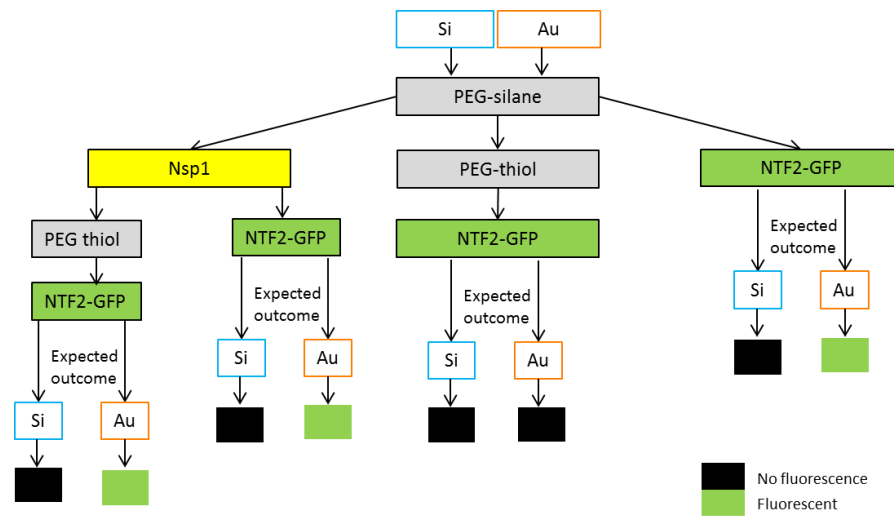 Si
Au
PEG-silane
Nsp1
PEG-thiol
NTF2-GFP
PEG thiol
NTF2-GFP
NTF2-GFP
Expected
outcome
NTF2-GFP
Si
Au
Expected
outcome
Expected
outcome
Si
Au
Si
Au
Expected
outcome
Si
Au
No fluorescence
Fluorescent